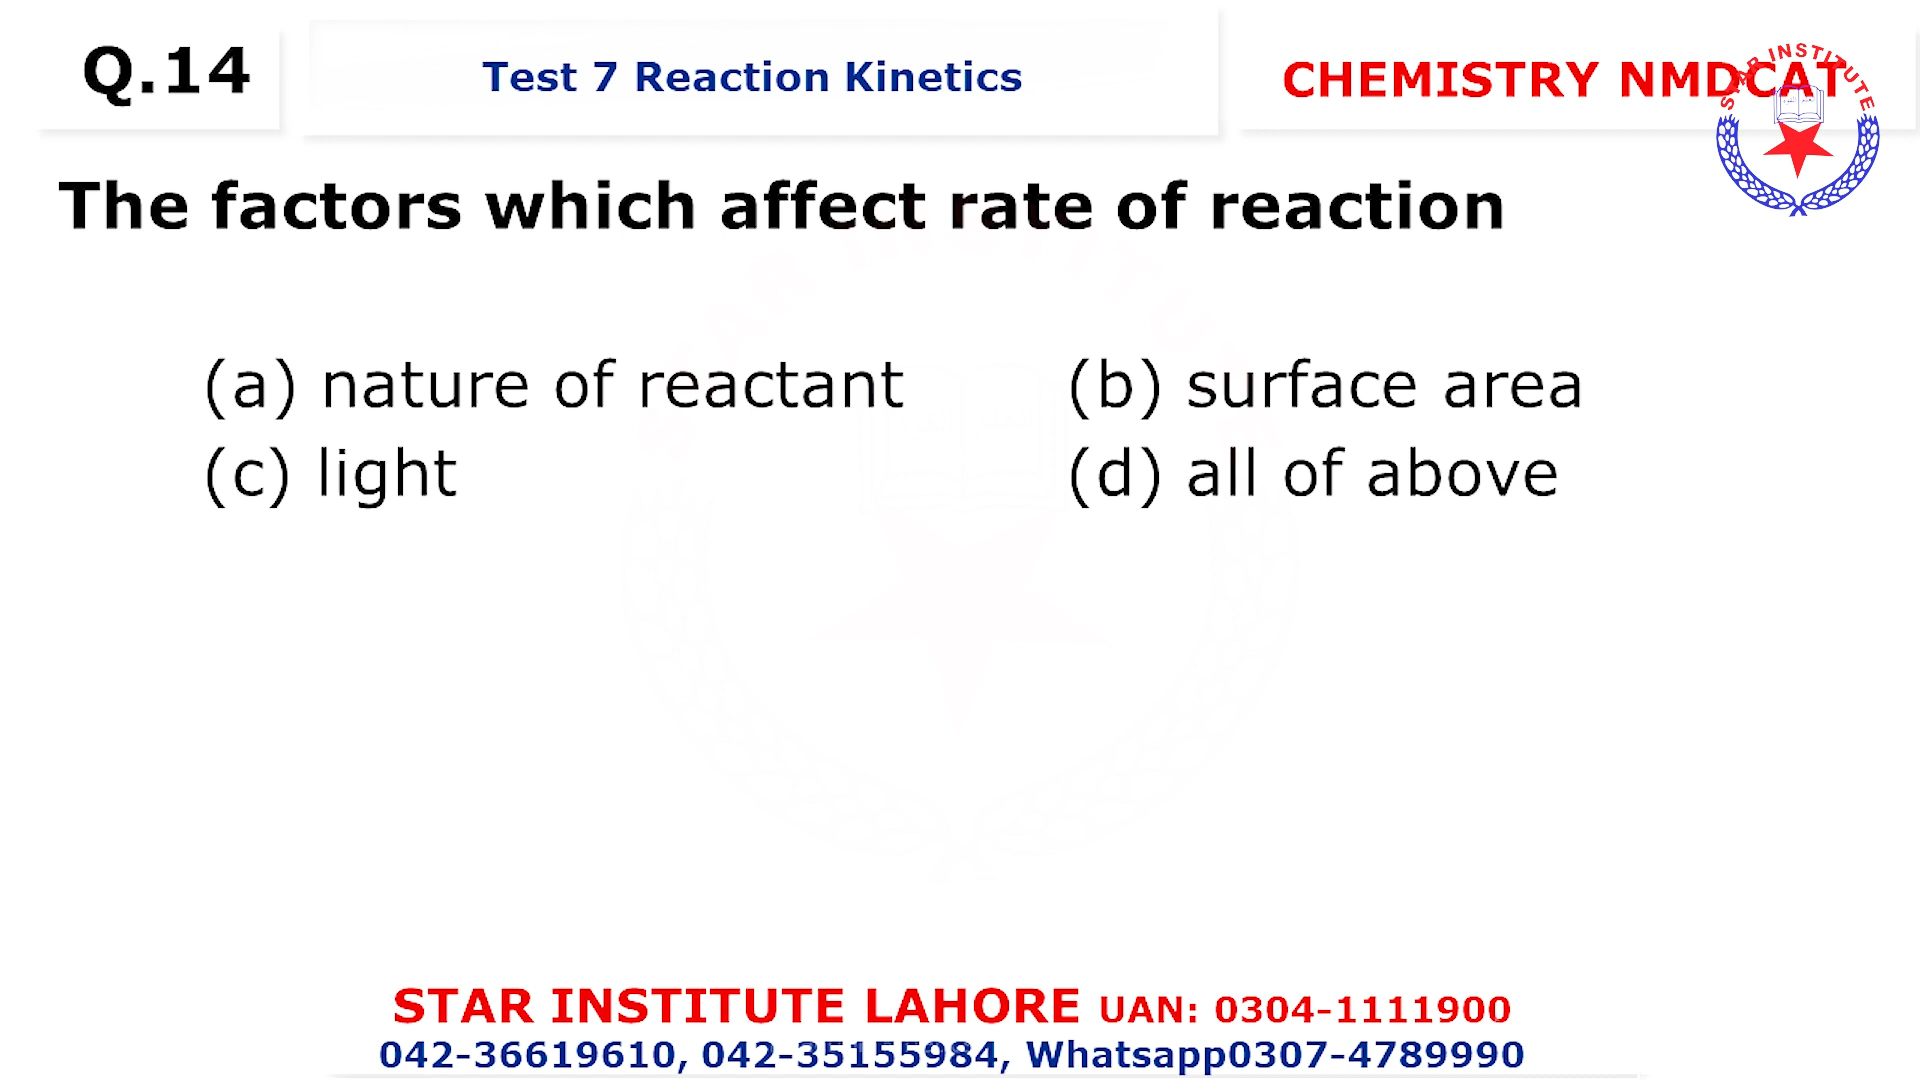 Q.14
Test 7 Reaction Kinetics
CHEMISTRY NMDCAT
STAR INSTITUTE
The factors which affect rate of reaction
(a) nature of reactant
(b) surface area
(c) light
(d) all of above
STAR INSTITUTE LAHORE UAN: 0304-1111900
042-36619610, 042-35155984, Whatsapp0307-4789990